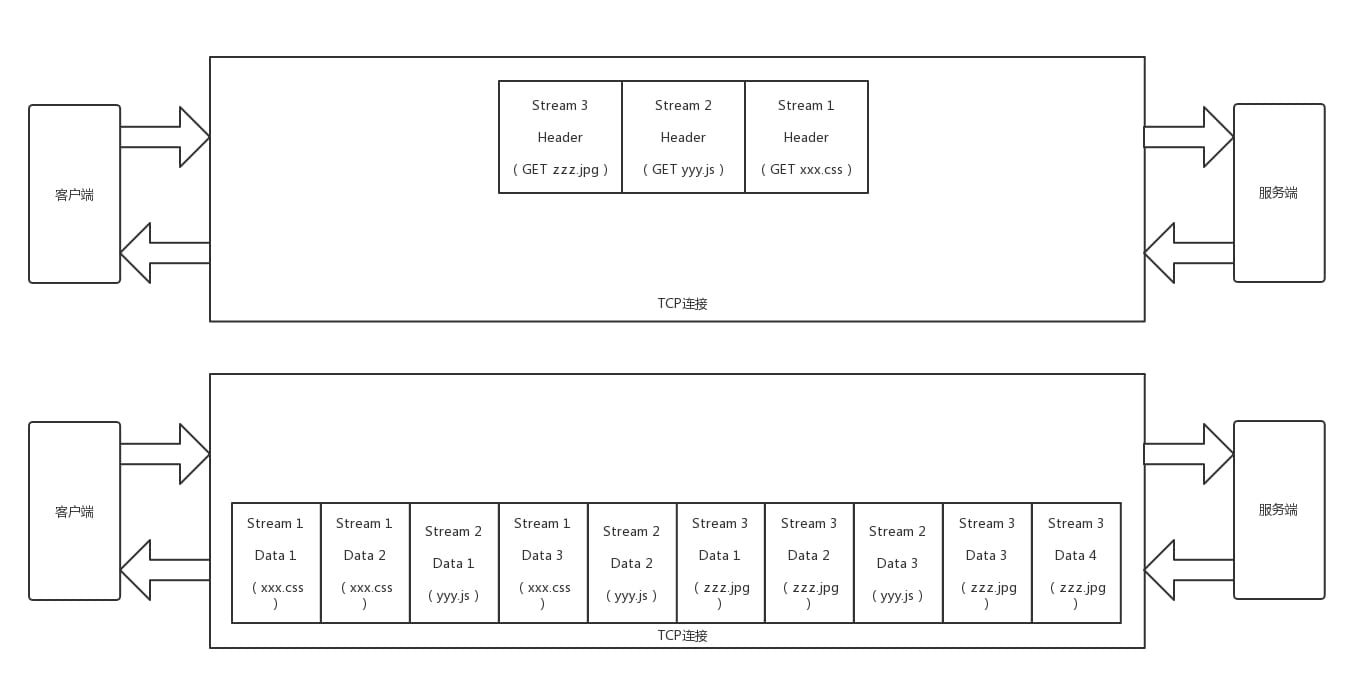 客户端
Stream 3
Header
( GET zzz.jpg )
Stream 2
Header
( GET yyy.js )
Stream 1
Header
( GET xxx.css )
服务端
TCP连接
客户端
Stream 1
Data 1
( xxx.css
)
Stream 1
Data 2
( xxx.css
)
Stream 2
Data 1
( yyy.js )
Stream 1
Data 3
( xxx.css
)
Stream 2
Data 2
( yyy.js )
Stream 3
Data 1
( zzz.jpg
)
Stream 3
Data 2
( zzz.jpg
)
Stream 2
Data 3
( yyy.js )
Stream 3
Data 3
( zzz.jpg
)
Stream 3
Data 4
( zzz.jpg
)
服务端
TCP连接